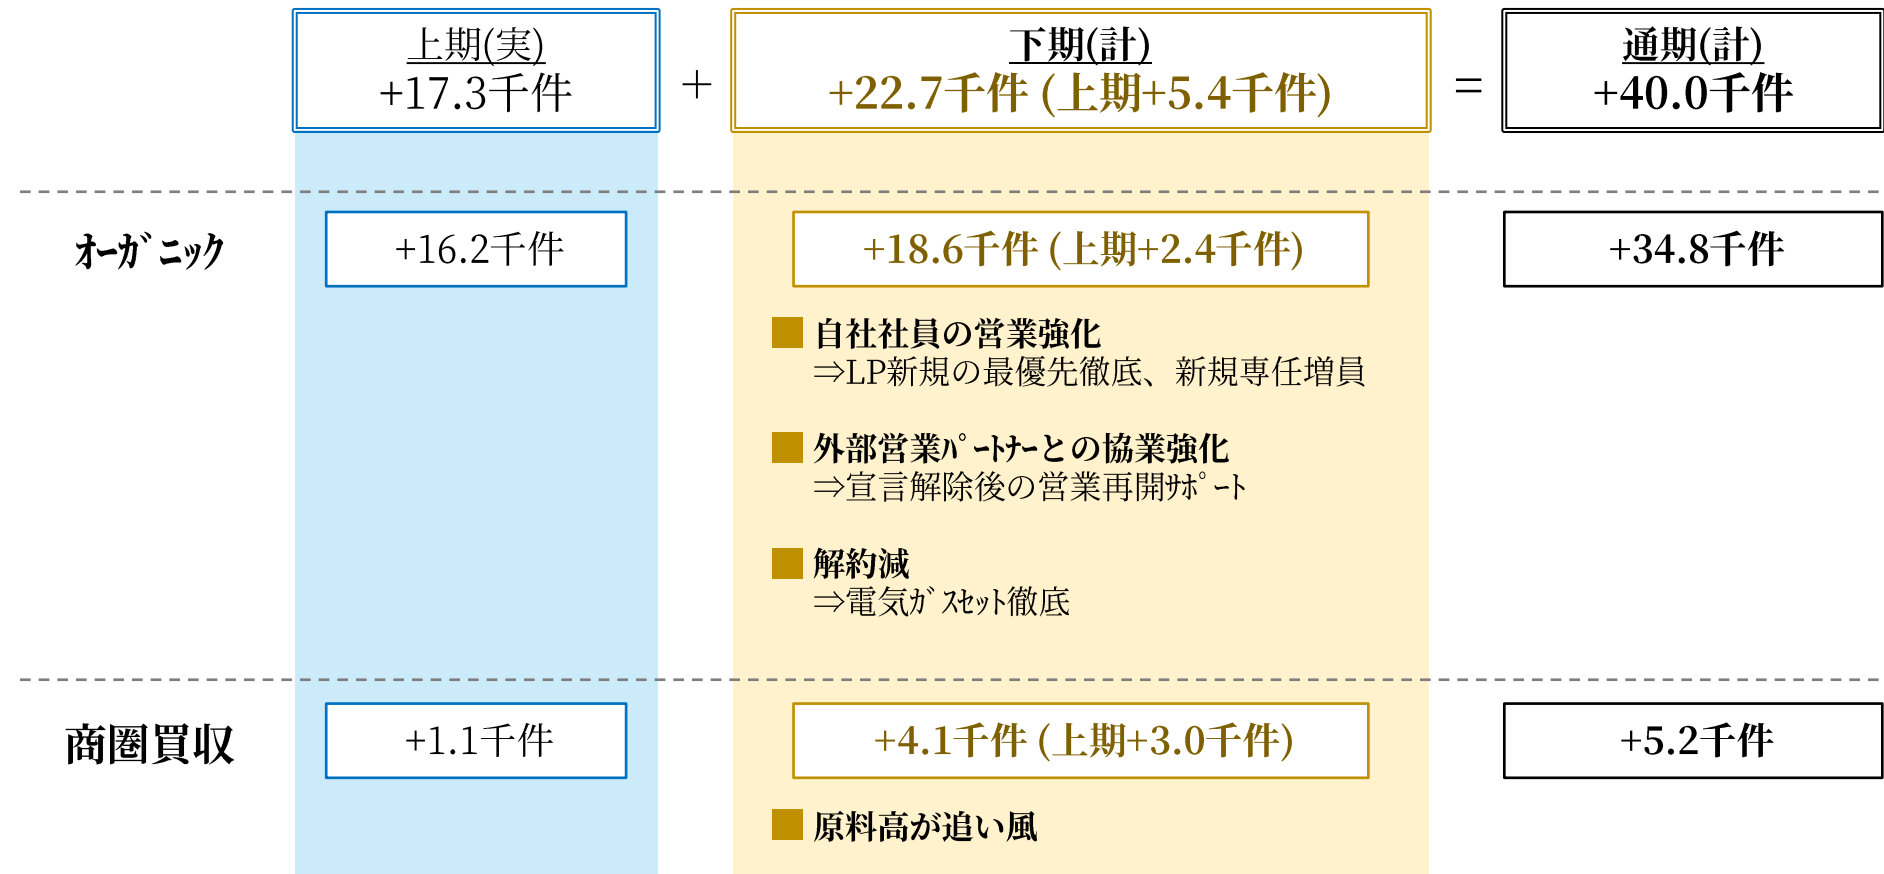 上期(実)
+17.3千件
+
下期(計)
+22.7千件 (上期+5.4千件)
=
通期(計)
+40.0千件
ｵｰｶﾞﾆｯｸ
+16.2千件
+18.6千件 (上期+2.4千件)
+34.8千件
■ 自社社員の営業強化
⇒LP新規の最優先徹底、新規専任増員
■ 外部営業ﾊﾟｰﾄﾅｰとの協業強化
⇒宣言解除後の営業再開ｻﾎﾟｰﾄ
■ 解約減
⇒電気ｶﾞｽｾｯﾄ徹底
商圏買収
+1.1千件
+4.1千件 (上期+3.0千件)
+5.2千件
■ 原料高が追い風